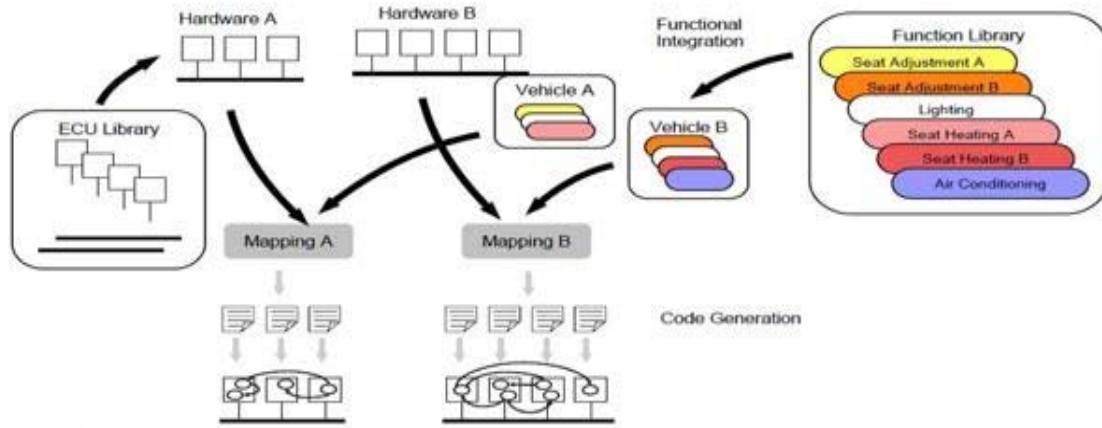 Hardware A
Hardware B
Functional
Integration
Function Library
Seat Adjustment A
Seat Adjustment B
Lighting
Seat Heating A
Seat Heating B
Air Conditioning
Vehicle A
Vehicle B
ECU Library
Mapping A
Mapping B
Code Generation